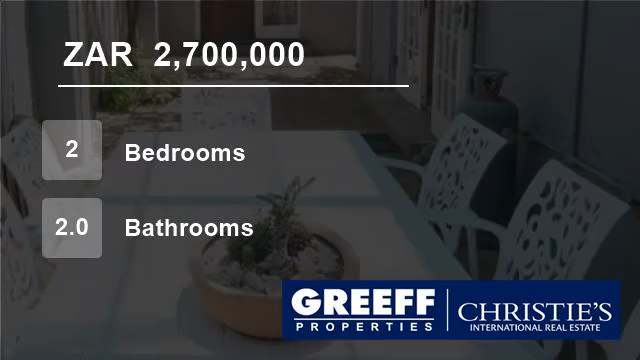 ZAR 2,700,000
2 Bedrooms
2.0 Bathrooms
GREEFF PROPERTIES
CHRISTIE'S
INTERNATIONAL REAL ESTATE